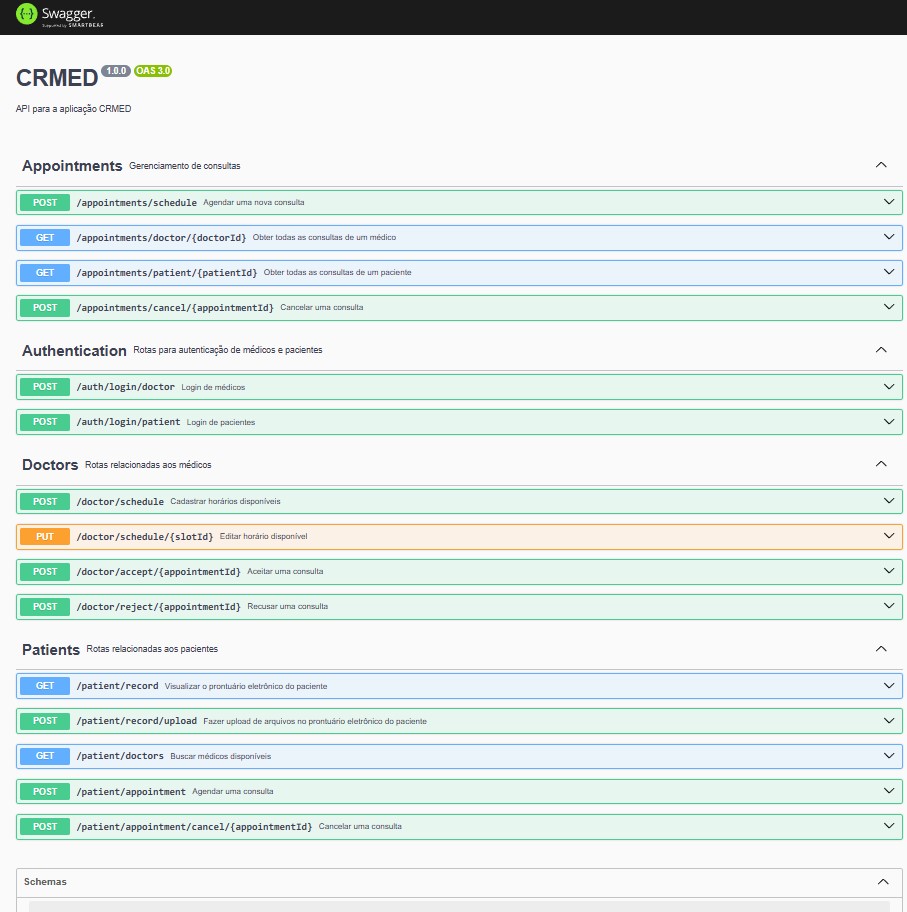 Swagger.
Supported by SMARTBEAR
CRMED 1.0.0 OAS 3.0
API para a aplicação CRMED
Appointments Gerenciamento de consultas
POST /appointments/schedule Agendar uma nova consulta
GET /appointments/doctor/{doctorId} Obter todas as consultas de um médico
GET /appointments/patient/{patientId} Obter todas as consultas de um paciente
POST /appointments/cancel/{appointmentId} Cancelar uma consulta
Authentication Rotas para autenticação de médicos e pacientes
POST /auth/login/doctor Login de médicos
POST /auth/login/patient Login de pacientes
Doctors Rotas relacionadas aos médicos
POST /doctor/schedule Cadastrar horários disponíveis
PUT /doctor/schedule/{slotId} Editar horário disponível
POST /doctor/accept/{appointmentId} Aceitar uma consulta
POST /doctor/reject/{appointmentId} Recusar uma consulta
Patients Rotas relacionadas aos pacientes
GET /patient/record Visualizar o prontuário eletrônico do paciente
POST /patient/record/upload Fazer upload de arquivos no prontuário eletrônico do paciente
GET /patient/doctors Buscar médicos disponíveis
POST /patient/appointment Agendar uma consulta
POST /patient/appointment/cancel/{appointmentId} Cancelar uma consulta
Schemas